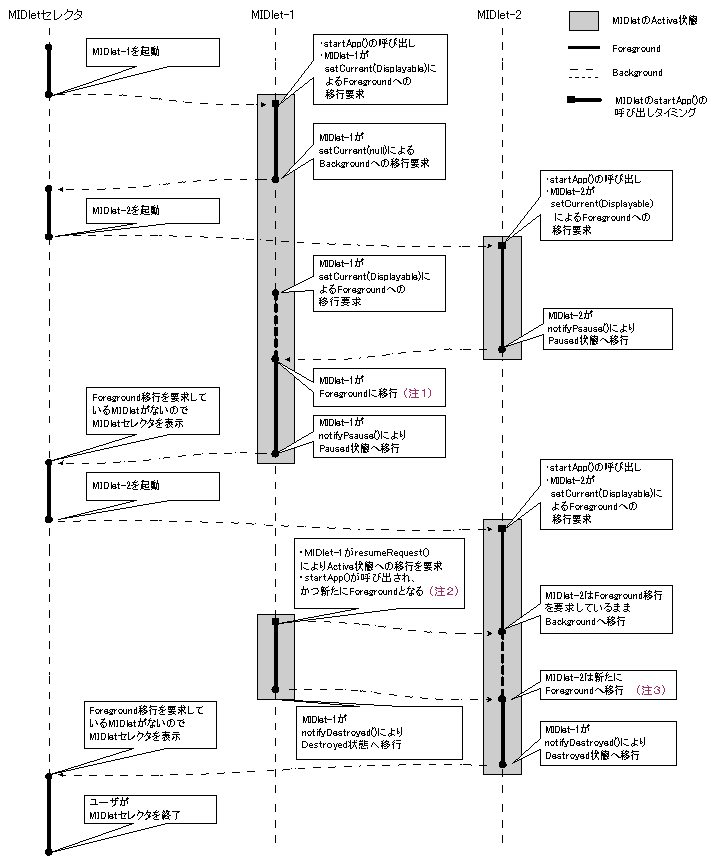 MIDletセレクタ
MIDlet-1
MIDlet-2
MIDletのActive状態
Foreground
Background
MIDletのstartApp()の
呼び出しタイミング
MIDlet-1を起動
・startApp()の呼び出し
・MIDlet-1が
setCurrent(Displayable)に
よるForegroundへの
移行要求
MIDlet-1が
setCurrent(null)による
Backgroundへの移行要求
MIDlet-2を起動
・startApp()の呼び出し
・MIDlet-2が
setCurrent(Displayable)
によるForegroundへの
移行要求
MIDlet-1が
setCurrent(Displayable)に
よるForegroundへの
移行要求
MIDlet-2が
notifyPsause()により
Paused状態へ移行
MIDlet-1が
Foregroundに移行（注１）
Foreground移行を要求して
いるMIDletがないので
MIDletセレクタを表示
MIDlet-1が
notifyPsause()により
Paused状態へ移行
MIDlet-2を起動
・startApp()の呼び出し
・MIDlet-2が
setCurrent(Displayable)に
よるForegroundへの
移行要求
・MIDlet-1がresumeRequest()
によりActive状態への移行を要求
・startApp()が呼び出され、
かつ新たにForegroundとなる（注２）
MIDlet-2はForeground移行
を要求しているまま
Backgroundへ移行
MIDlet-2は新たに
Foregroundへ移行 （注３）
Foreground移行を要求して
いるMIDletがないので
MIDletセレクタを表示
MIDlet-1が
notifyDestroyed()により
Destroyed状態へ移行
MIDlet-1が
notifyDestroyed()により
Destroyed状態へ移行
ユーザが
MIDletセレクタを終了